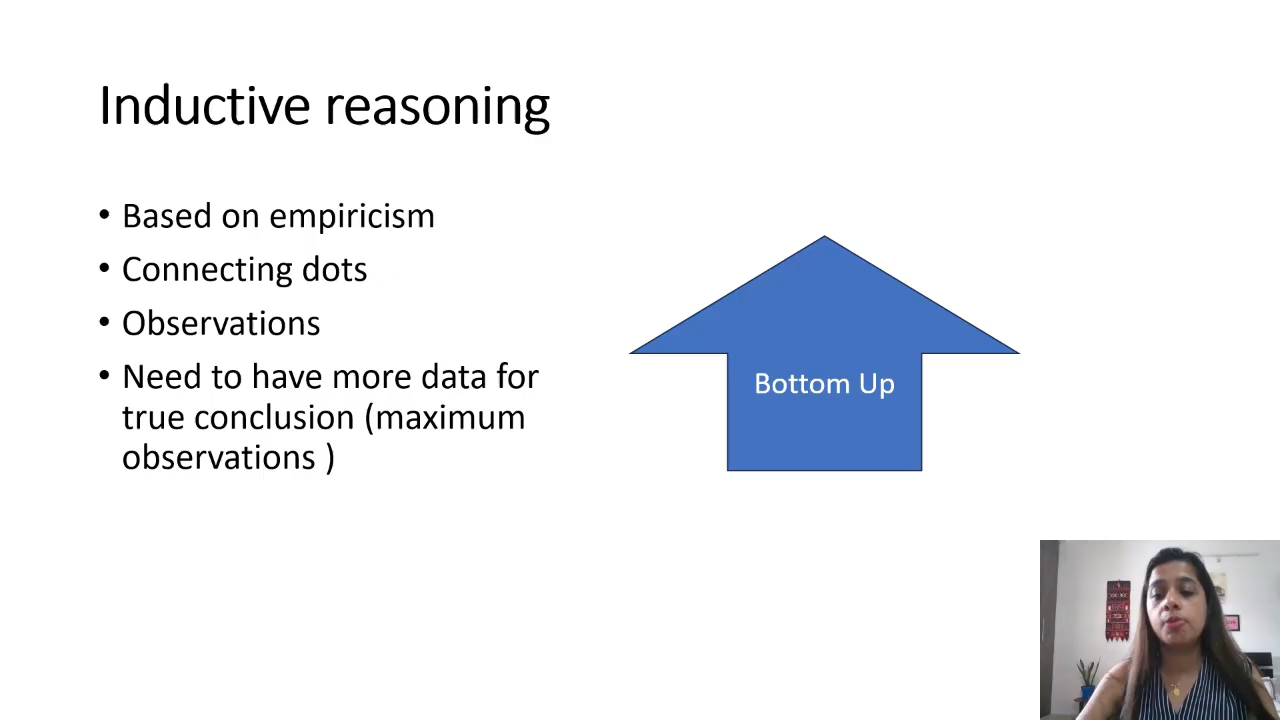 Inductive reasoning
• Based on empiricism
• Connecting dots
• Observations
• Need to have more data for
true conclusion (maximum
observations )
Bottom Up